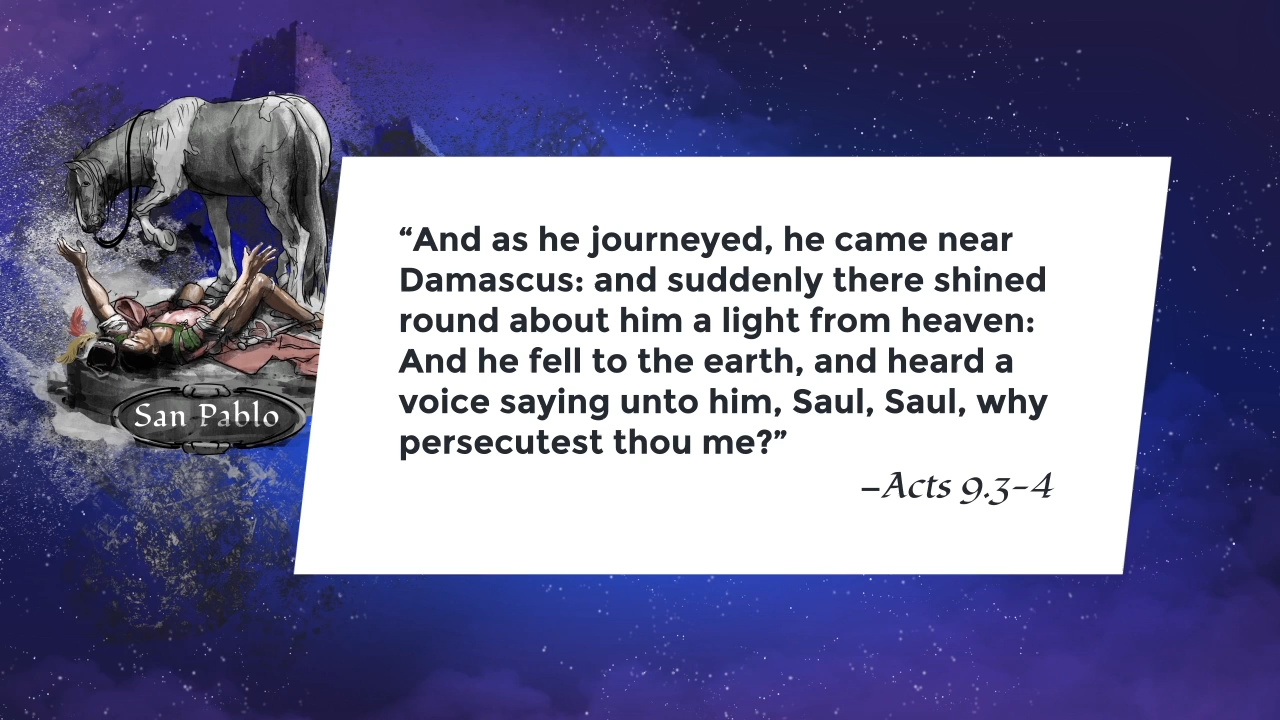 San Pablo
“And as he journeyed, he came near
Damascus: and suddenly there shined
round about him a light from heaven:
And he fell to the earth, and heard a
voice saying unto him, Saul, Saul, why
persecutest thou me?”
–Acts 9.3–4